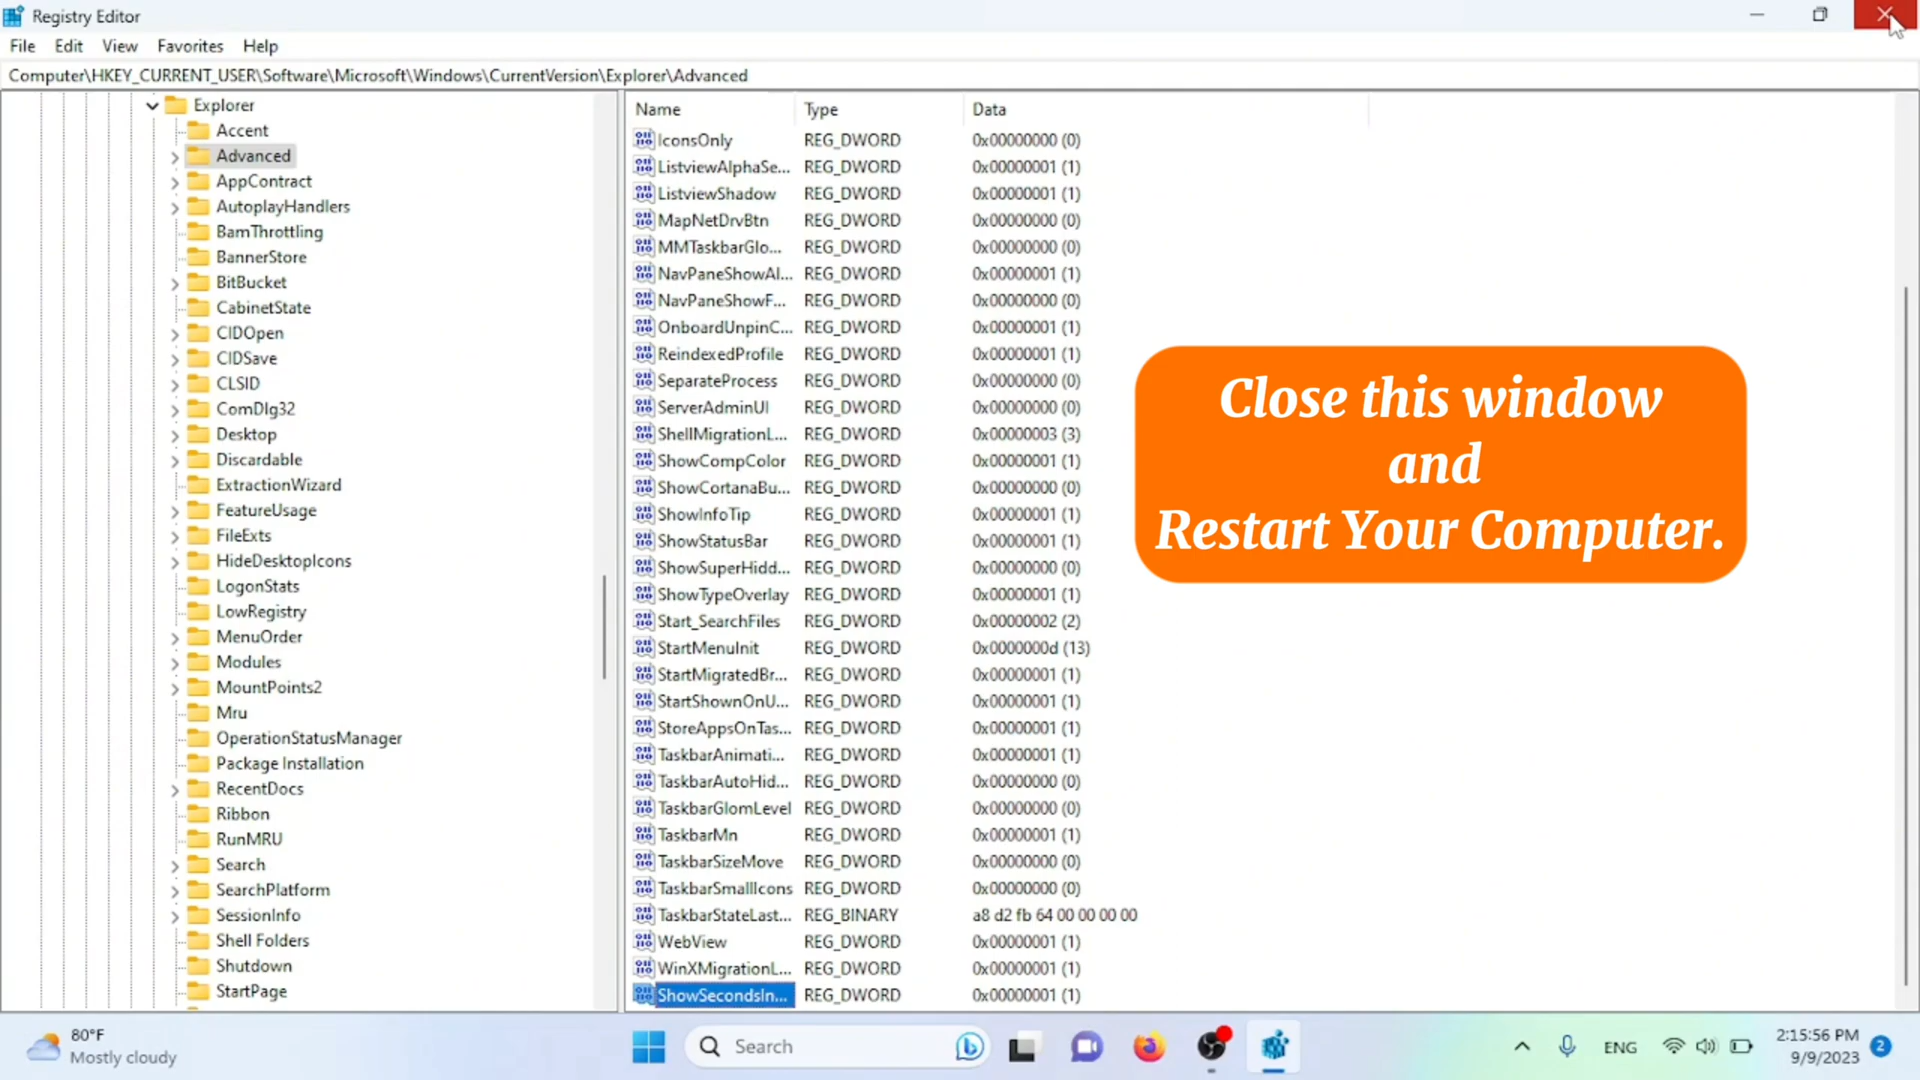 Registry Editor
File Edit View Favorites Help
Computer\HKEY_CURRENT_USER\Software\Microsoft\Windows\CurrentVersion\Explorer\Advanced
Explorer
Accent
Advanced
AppContract
AutoplayHandlers
BamThrottling
BannerStore
BitBucket
CabinetState
CIDOpen
CIDSave
CLSID
ComDlg32
Desktop
Discardable
ExtractionWizard
FeatureUsage
FileExts
HideDesktopIcons
LogonStats
LowRegistry
MenuOrder
Modules
MountPoints2
Mru
OperationStatusManager
Package Installation
RecentDocs
Ribbon
RunMRU
Search
SearchPlatform
SessionInfo
Shell Folders
Shutdown
StartPage
Name Type Data
IconsOnly REG_DWORD 0x00000000 (0)
ListviewAlphaSe... REG_DWORD 0x00000001 (1)
ListviewShadow REG_DWORD 0x00000001 (1)
MapNetDrvBtn REG_DWORD 0x00000000 (0)
MMTaskbarGlo... REG_DWORD 0x00000000 (0)
NavPaneShowAl... REG_DWORD 0x00000001 (1)
NavPaneShowF... REG_DWORD 0x00000000 (0)
OnboardUnpinC... REG_DWORD 0x00000001 (1)
ReindexedProfile REG_DWORD 0x00000001 (1)
SeparateProcess REG_DWORD 0x00000000 (0)
ServerAdminUI REG_DWORD 0x00000000 (0)
ShellMigrationL... REG_DWORD 0x00000003 (3)
ShowCompColor REG_DWORD 0x00000001 (1)
ShowCortanaBu... REG_DWORD 0x00000000 (0)
ShowInfoTip REG_DWORD 0x00000001 (1)
ShowStatusBar REG_DWORD 0x00000001 (1)
ShowSuperHidd... REG_DWORD 0x00000000 (0)
ShowTypeOverlay REG_DWORD 0x00000001 (1)
Start_SearchFiles REG_DWORD 0x00000002 (2)
StartMenuInit REG_DWORD 0x0000000d (13)
StartMigratedBr... REG_DWORD 0x00000001 (1)
StartShownOnU... REG_DWORD 0x00000001 (1)
StoreAppsOnTas... REG_DWORD 0x00000001 (1)
TaskbarAnimati... REG_DWORD 0x00000001 (1)
TaskbarAutoHid... REG_DWORD 0x00000000 (0)
TaskbarGlomLevel REG_DWORD 0x00000000 (0)
TaskbarMn REG_DWORD 0x00000001 (1)
TaskbarSizeMove REG_DWORD 0x00000000 (0)
TaskbarSmallIcons REG_DWORD 0x00000000 (0)
TaskbarStateLast... REG_BINARY a8 d2 fb 64 00 00 00 00
WebView REG_DWORD 0x00000001 (1)
WinXMigrationL... REG_DWORD 0x00000001 (1)
ShowSecondsIn... REG_DWORD 0x00000001 (1)
Close this window
and
Restart Your Computer.
80°F
Mostly cloudy
Search
ENG
2:15:56 PM
9/9/2023
2